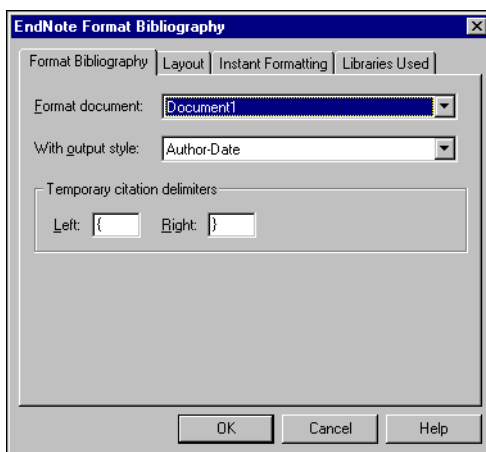 EndNote Format Bibliography
Format Bibliography Layout Instant Formatting Libraries Used
Format document: Document1
With output style: Author-Date
Temporary citation delimiters
Left: { Right: }
OK Cancel Help